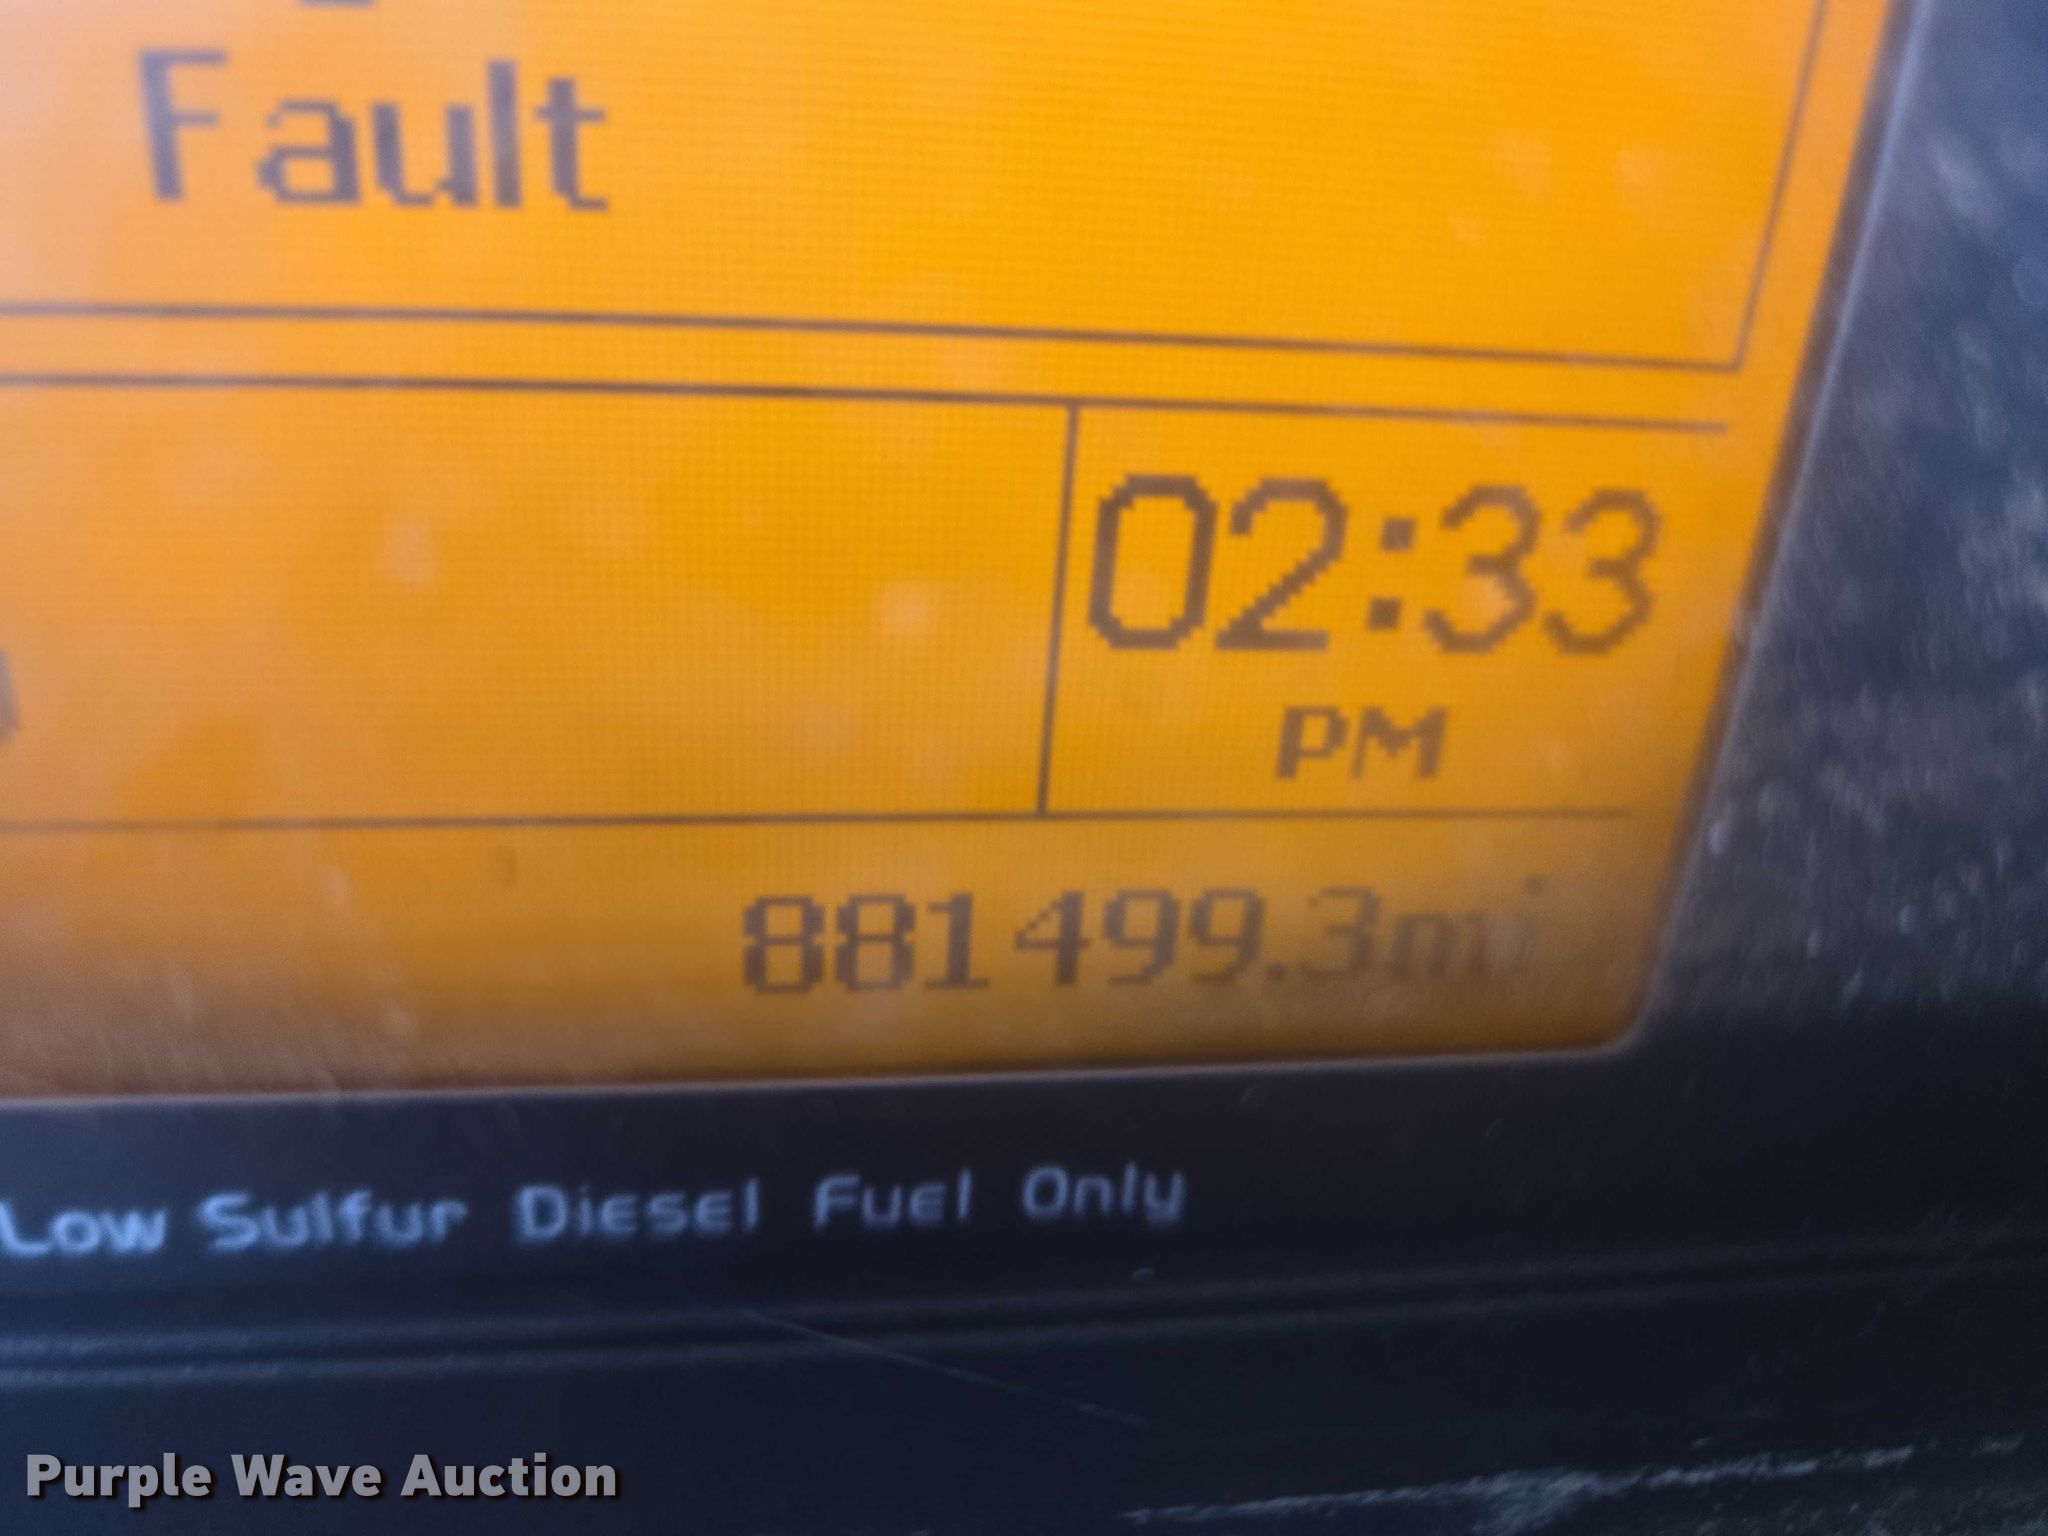 Fault
02:33
PM
881499.3mi
Low Sulfur Diesel Fuel Only
Purple Wave Auction